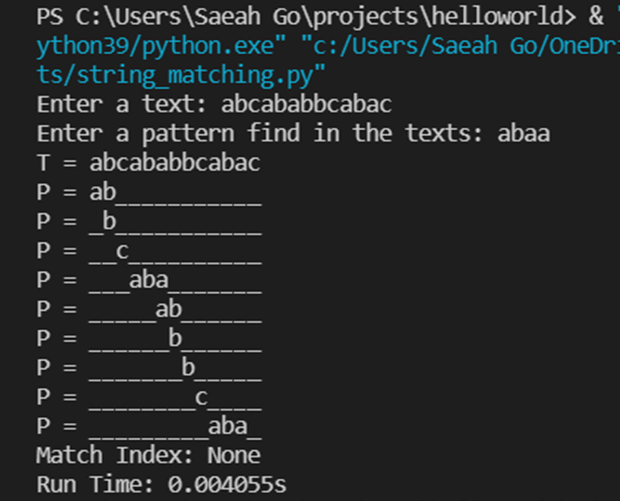 PS C:\Users\Saeah Go\projects\helloworld> &
ython39/python.exe" "c:/Users/Saeah Go/OneDri
ts/string_matching.py"
Enter a text: abcababbcabac
Enter a pattern find in the texts: abaa
T = abcababbcabac
P = ab___________
P = _b___________
P = __c__________
P = ___aba_______
P = _____ab______
P = ______b______
P = _______b_____
P = ________c____
P = _________aba_
Match Index: None
Run Time: 0.004055s